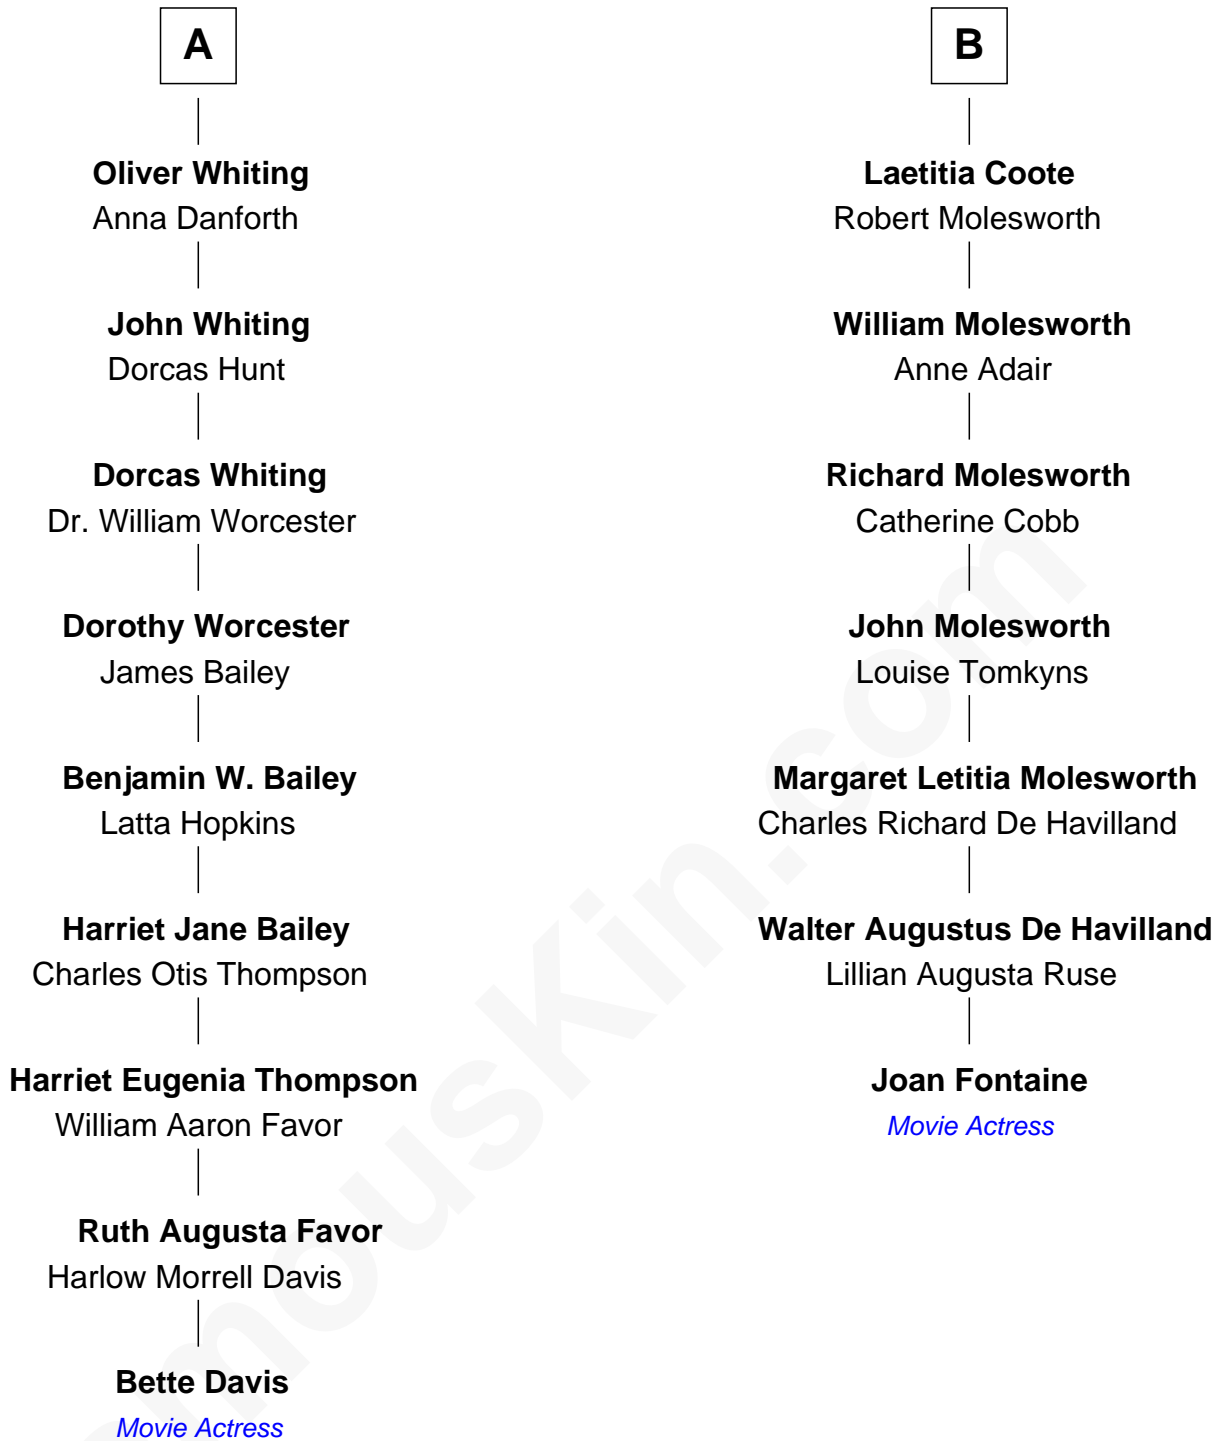 A
Oliver Whiting
Anna Danforth
John Whiting
Dorcas Hunt
Dorcas Whiting
Dr. William Worcester
Dorothy Worcester
James Bailey
Benjamin W. Bailey
Latta Hopkins
Harriet Jane Bailey
Charles Otis Thompson
Harriet Eugenia Thompson
William Aaron Favor
Ruth Augusta Favor
Harlow Morrell Davis
Bette Davis
Movie Actress
B
Laetitia Coote
Robert Molesworth
William Molesworth
Anne Adair
Richard Molesworth
Catherine Cobb
John Molesworth
Louise Tomkyns
Margaret Letitia Molesworth
Charles Richard De Havilland
Walter Augustus De Havilland
Lillian Augusta Ruse
Joan Fontaine
Movie Actress
mousKin.com